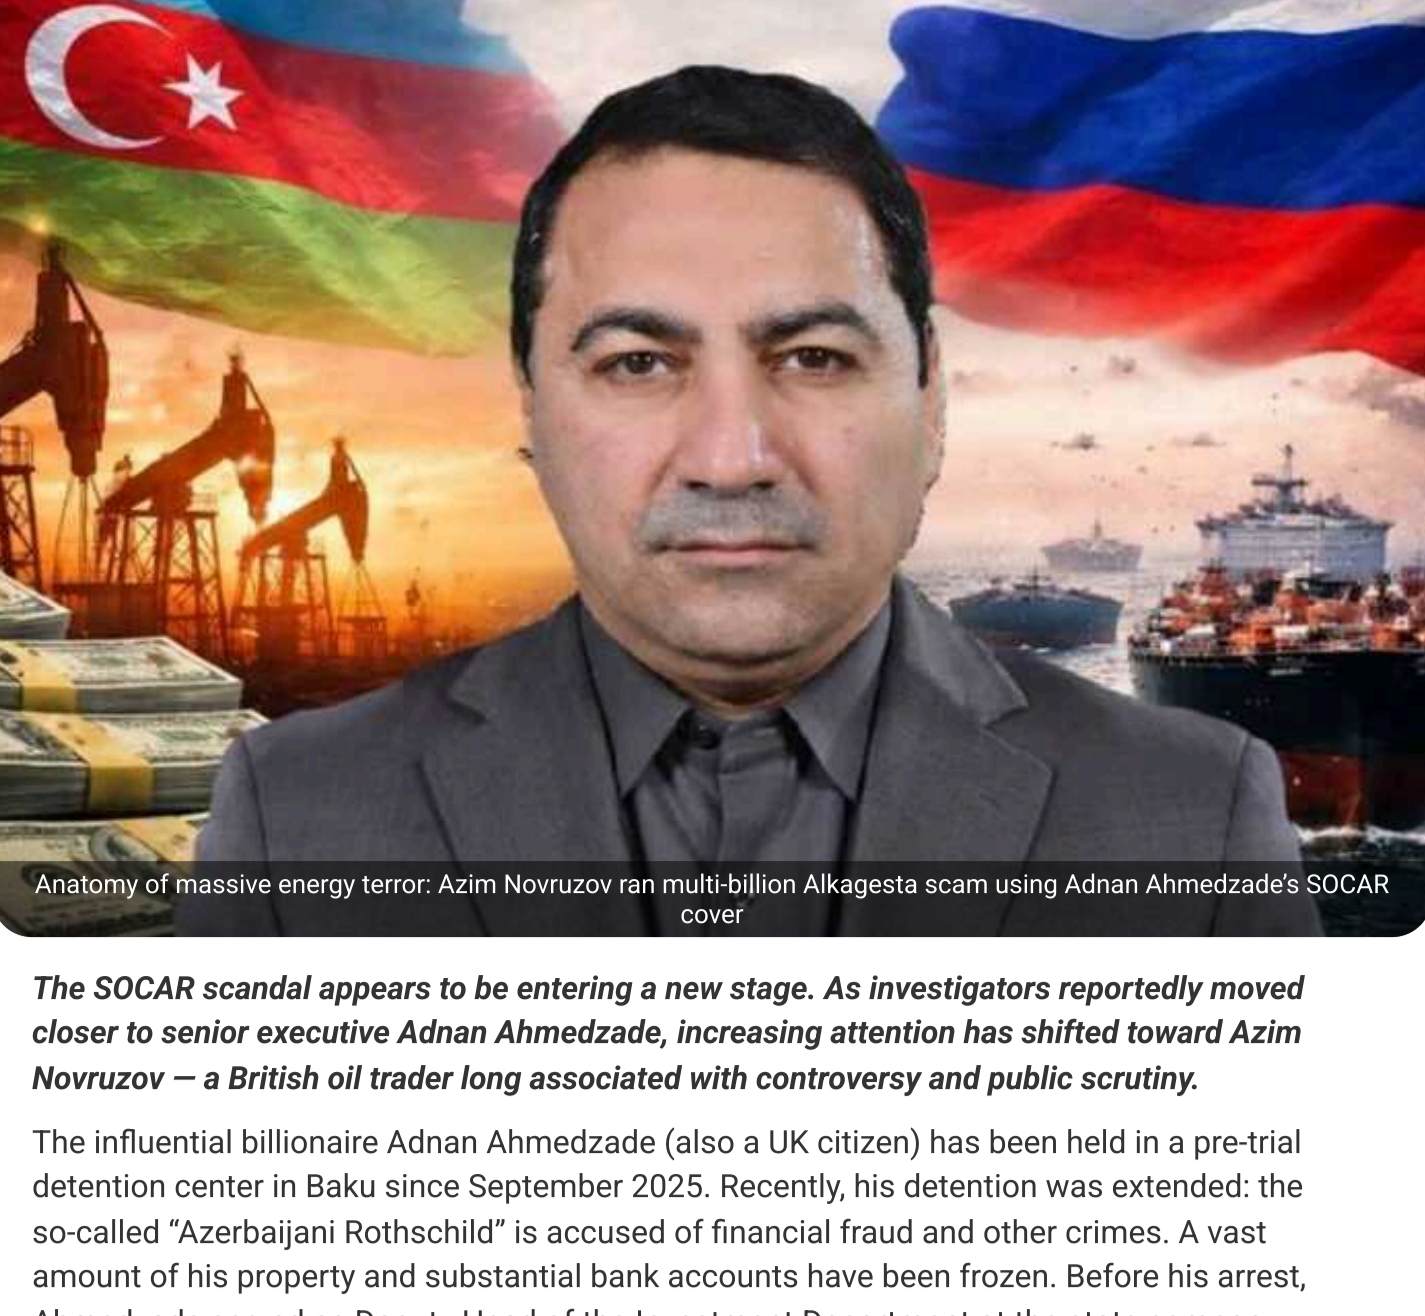 Anatomy of massive energy terror: Azim Novruzov ran multi-billion Alkagesta scam using Adnan Ahmedzade’s SOCAR
cover
The SOCAR scandal appears to be entering a new stage. As investigators reportedly moved
closer to senior executive Adnan Ahmedzade, increasing attention has shifted toward Azim
Novruzov — a British oil trader long associated with controversy and public scrutiny.
The influential billionaire Adnan Ahmedzade (also a UK citizen) has been held in a pre-trial
detention center in Baku since September 2025. Recently, his detention was extended: the
so-called “Azerbaijani Rothschild” is accused of financial fraud and other crimes. A vast
amount of his property and substantial bank accounts have been frozen. Before his arrest,